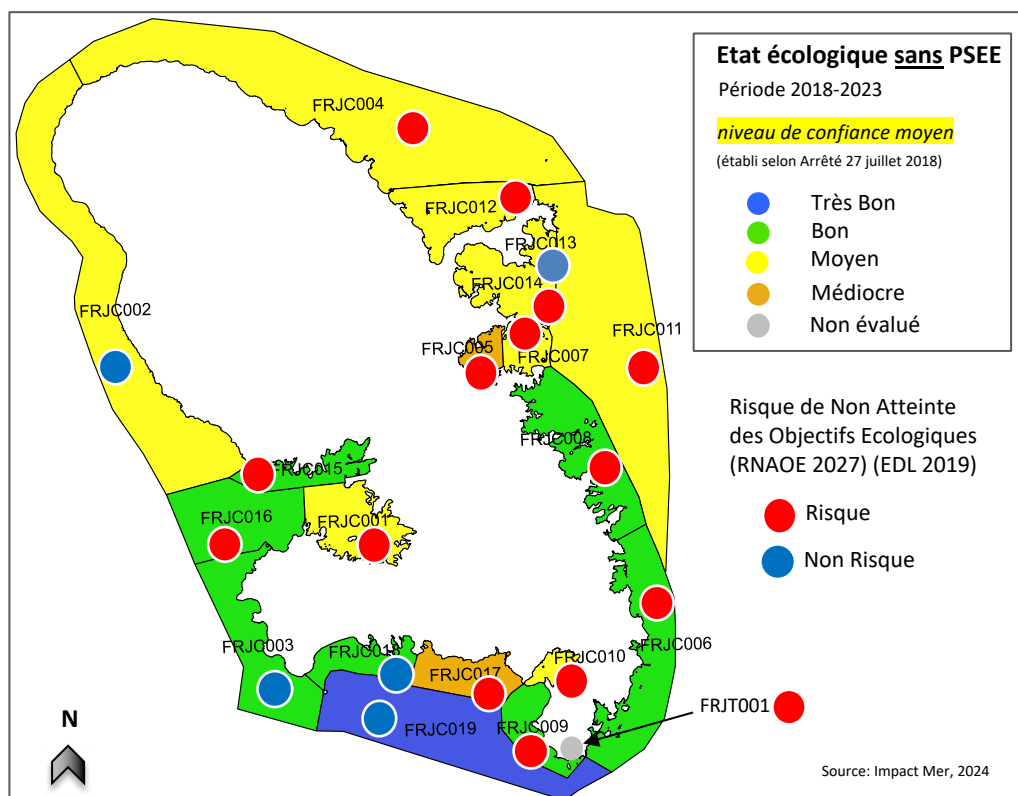 Etat écologique sans PSEE
Période 2018-2023
niveau de confiance moyen
(établi selon Arrêté 27 juillet 2018)
Très Bon
Bon
Moyen
Médiocre
Non évalué
FRJC004
FRJC012
FRJC013
FRJC014
FRJC002
FRJC011
FRJC005
FRJC007
Risque de Non Atteinte
des Objectifs Ecologiques
(RNAOE 2027) (EDL 2019)
Risque
Non Risque
FRJC008
FRJC015
FRJC016
FRJC001
FRJC003
FRJC018
FRJC017
FRJC010
FRJC006
FRJC019
FRJC009
FRJT001
N
Source: Impact Mer, 2024